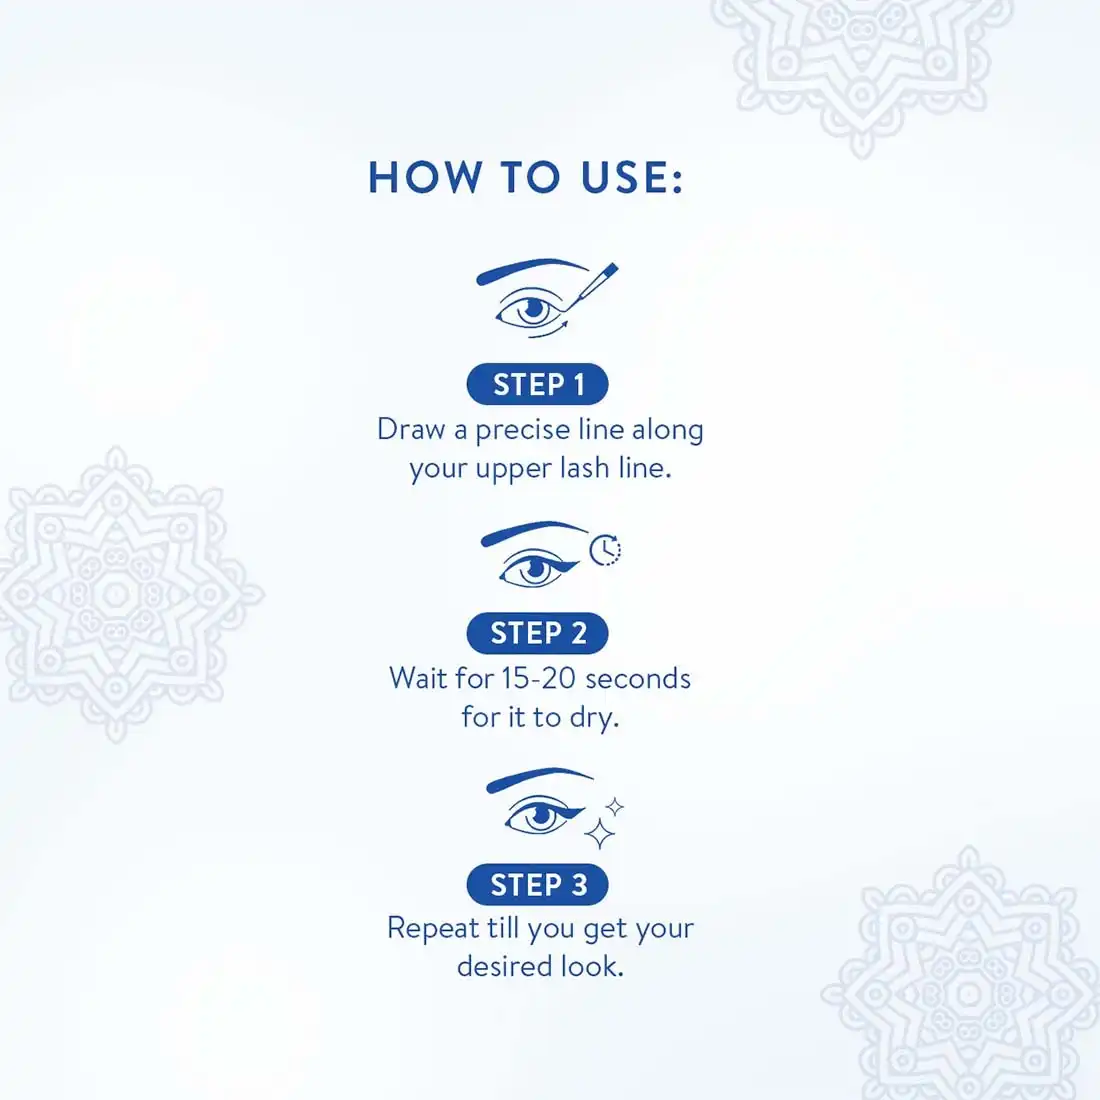 HOW TO USE:
STEP 1
Draw a precise line along
your upper lash line.
STEP 2
Wait for 15-20 seconds
for it to dry.
STEP 3
Repeat till you get your
desired look.